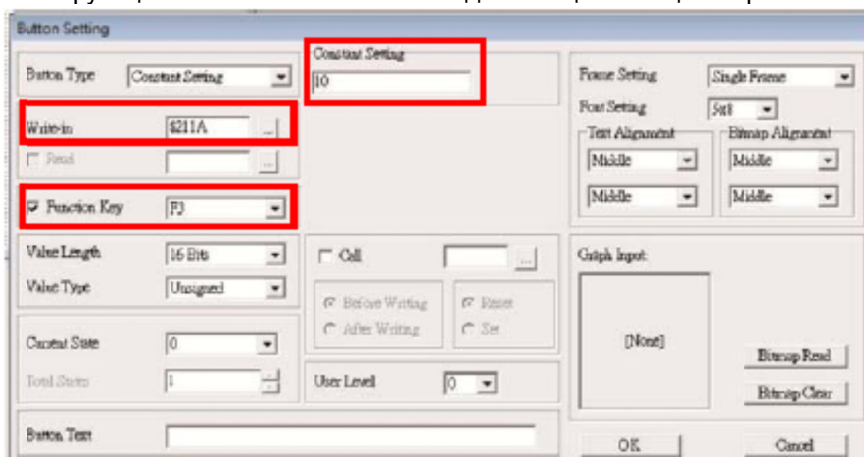 Button Setting
Button Type
Constant Setting
Write-in
$211A
...
Read
...
Function Key
F3
Value Length
16 Bits
Value Type
Unsigned
Current State
0
Total States
1
Button Text
Constant Setting
10
Call
...
Before Writing
After Writing
Reset
Set
User Level
0
Frame Setting
Single Frame
Font Setting
5x8
Text Alignment
Bitmap Alignment
Middle
Middle
Middle
Middle
Graph Input:
[None]
Bitmap Read
Bitmap Clear
OK
Cancel